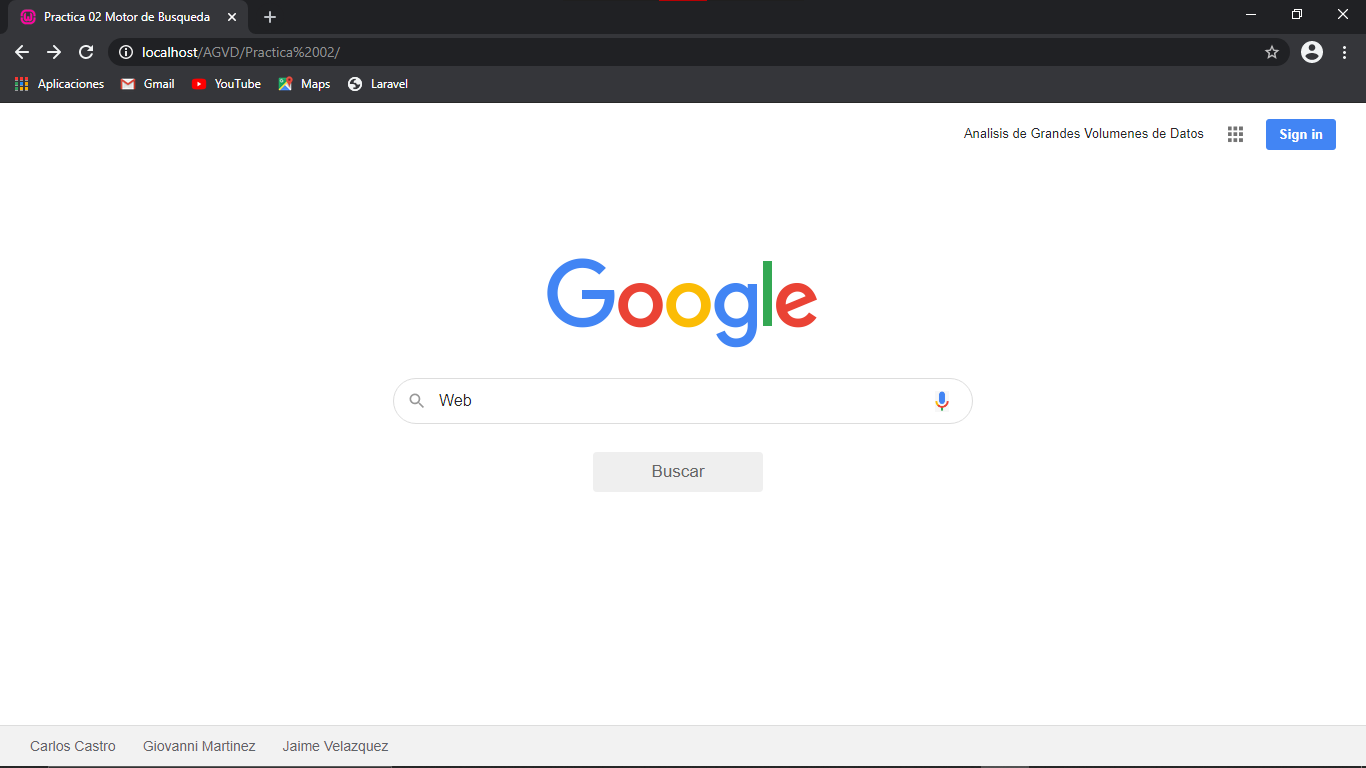 Practica 02 Motor de Busqueda
localhost/AGVD/Practica%2002/
Aplicaciones Gmail YouTube Maps Laravel
Analisis de Grandes Volumenes de Datos Sign in
Google
Web
Buscar
Carlos Castro Giovanni Martinez Jaime Velazquez